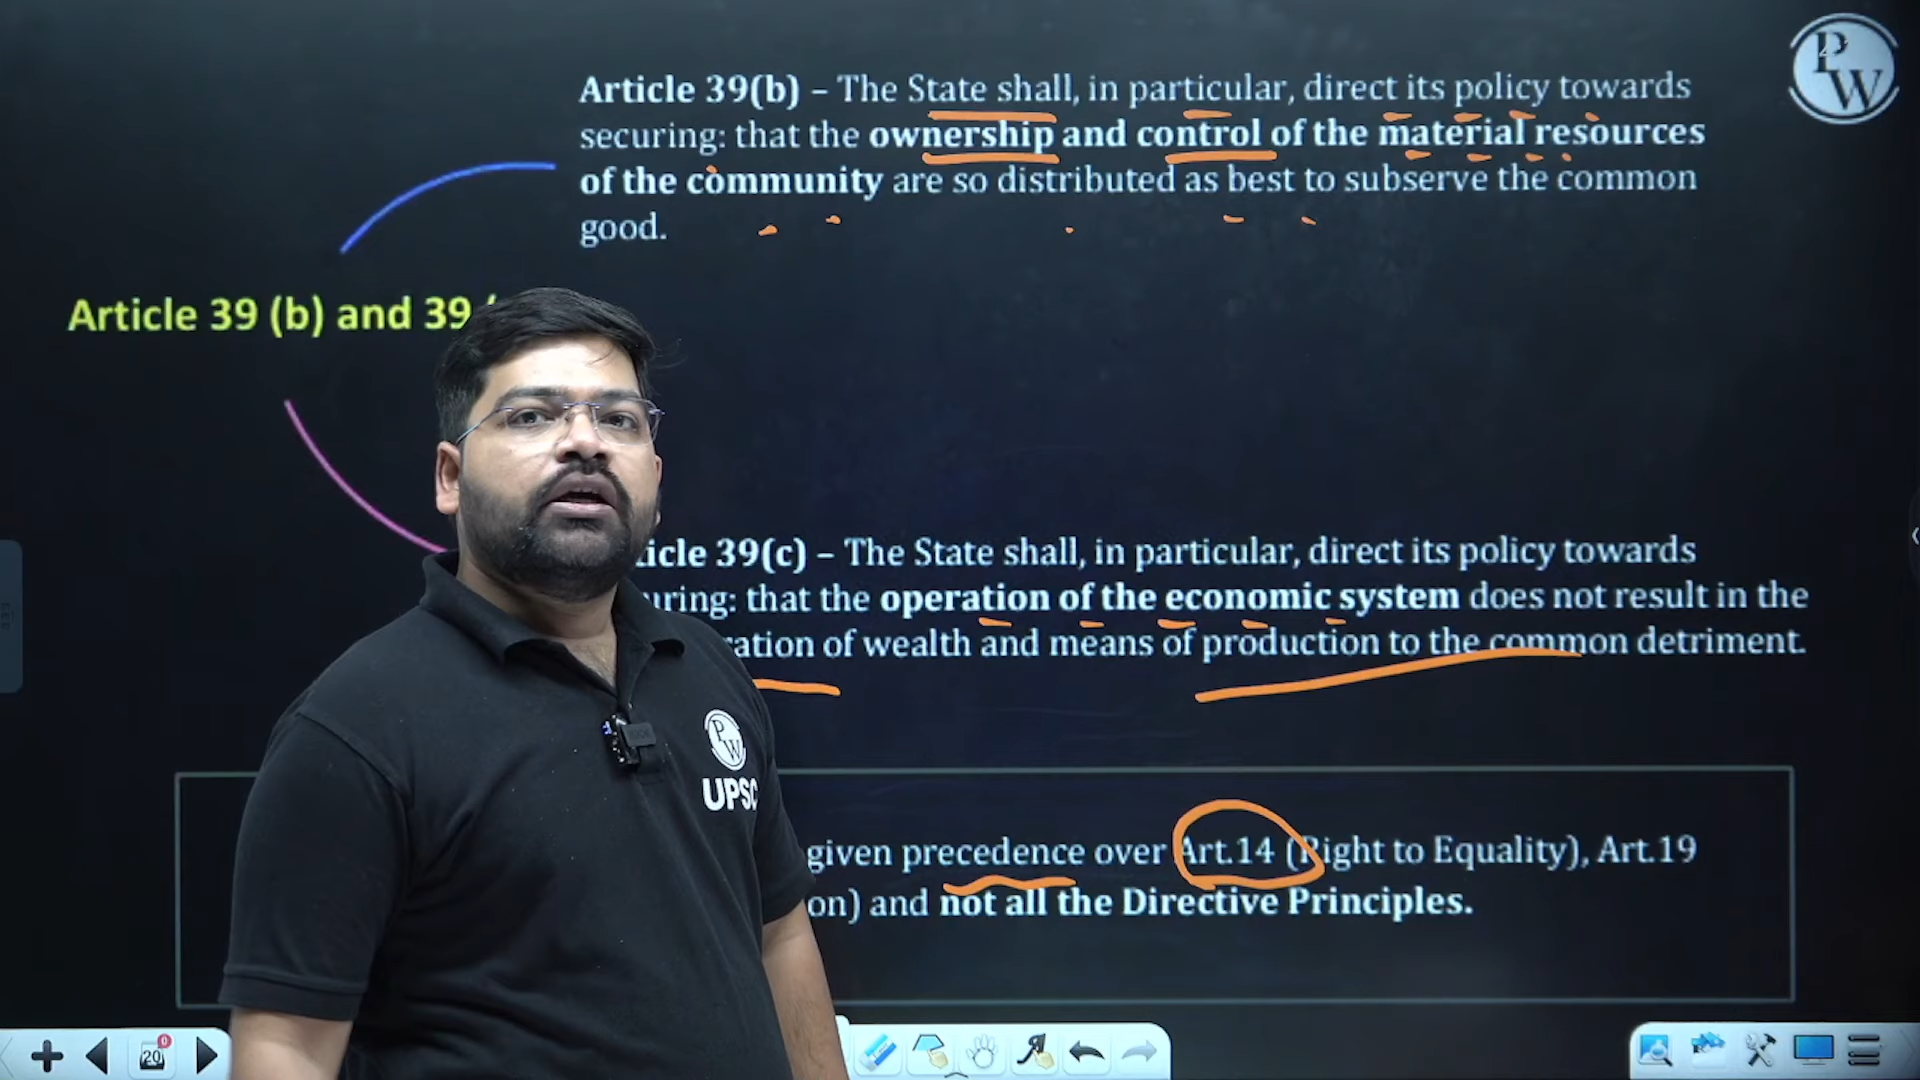 Article 39(b) – The State shall, in particular, direct its policy towards
securing: that the ownership and control of the material resources
of the community are so distributed as best to subserve the common
good.
PW
Article 39 (b) and 39
icle 39(c) – The State shall, in particular, direct its policy towards
uring: that the operation of the economic system does not result in the
ration of wealth and means of production to the common detriment.
PW
UPSC
given precedence over Art.14 (Right to Equality), Art.19
on) and not all the Directive Principles.
20
0